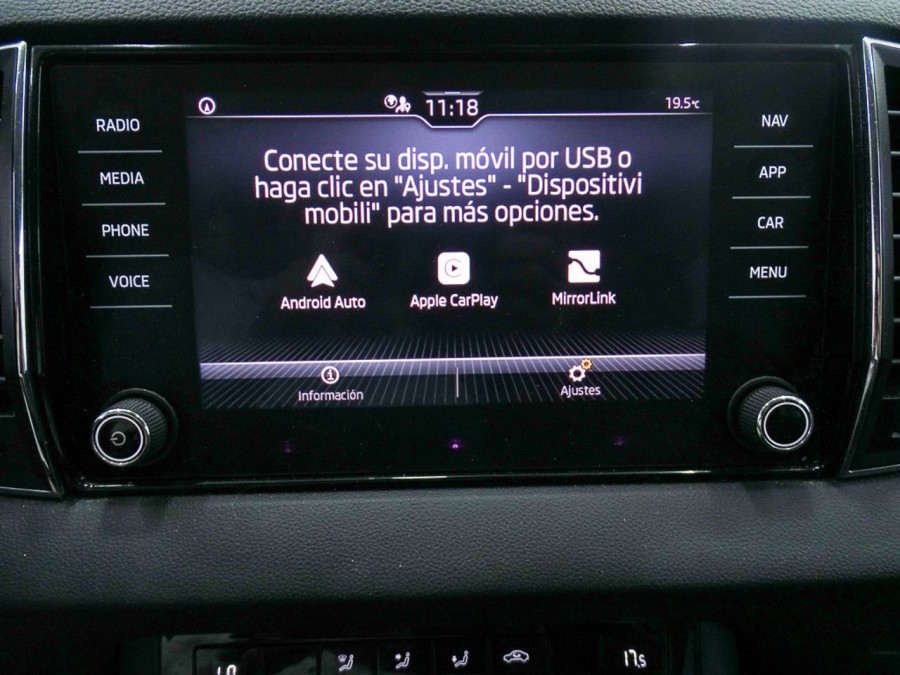 11:18
19.5°C
RADIO
MEDIA
PHONE
VOICE
Conecte su disp. móvil por USB o
haga clic en "Ajustes" - "Dispositivi
mobili" para más opciones.
Android Auto
Apple CarPlay
MirrorLink
Información
Ajustes
NAV
APP
CAR
MENU
17.5